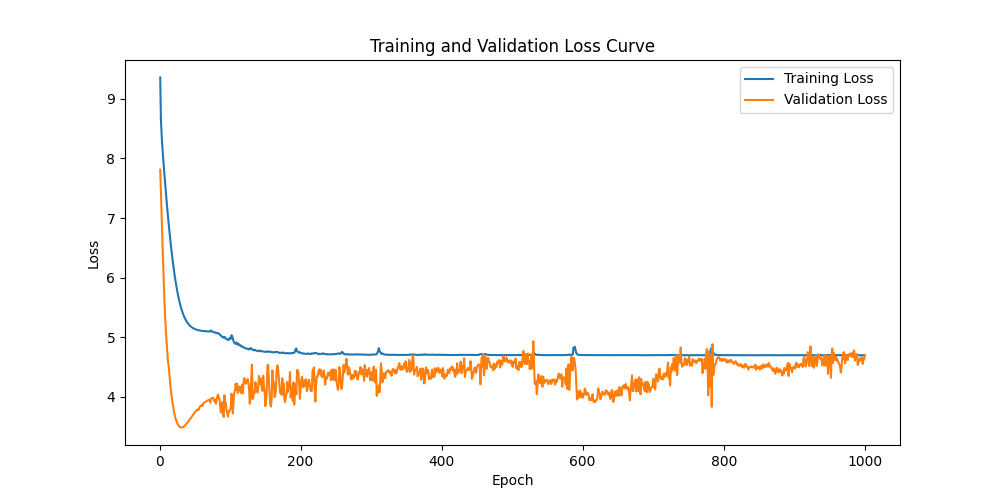 Training and Validation Loss Curve
Training Loss
Validation Loss
9
8
7
6
5
4
Loss
0 200 400 600 800 1000
Epoch